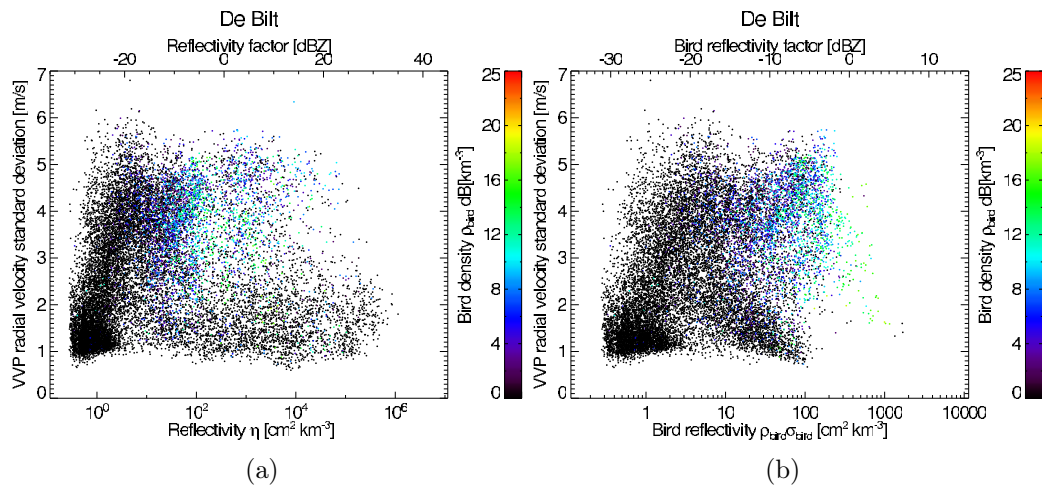 De Bilt
Reflectivity factor [dBZ]
-20 0 20 40
7
6
5
4
3
2
1
0
VVP radial velocity standard deviation [m/s]
10^0 10^2 10^4 10^6
Reflectivity η [cm² km⁻³]
25
20
16
12
8
4
0
Bird density ρ_bird dB[km⁻³]
(a)
De Bilt
Bird reflectivity factor [dBZ]
-30 -20 -10 0 10
7
6
5
4
3
2
1
0
VVP radial velocity standard deviation [m/s]
1 10 100 1000 10000
Bird reflectivity ρ_bird σ_bird [cm² km⁻³]
25
20
16
12
8
4
0
Bird density ρ_bird dB[km⁻³]
(b)